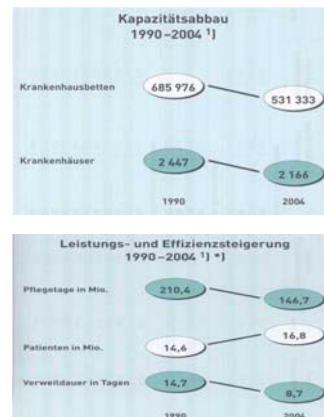 Kapazitätsabbau
1990–2004 ¹)
Krankenhausbetten
685 976
531 333
Krankenhäuser
2 447
2 166
1990
2004
Leistungs- und Effizienzsteigerung
1990–2004 ¹) *)
Pflegetage in Mio.
210,4
146,7
Patienten in Mio.
14,6
16,8
Verweildauer in Tagen
14,7
8,7
1990
2004